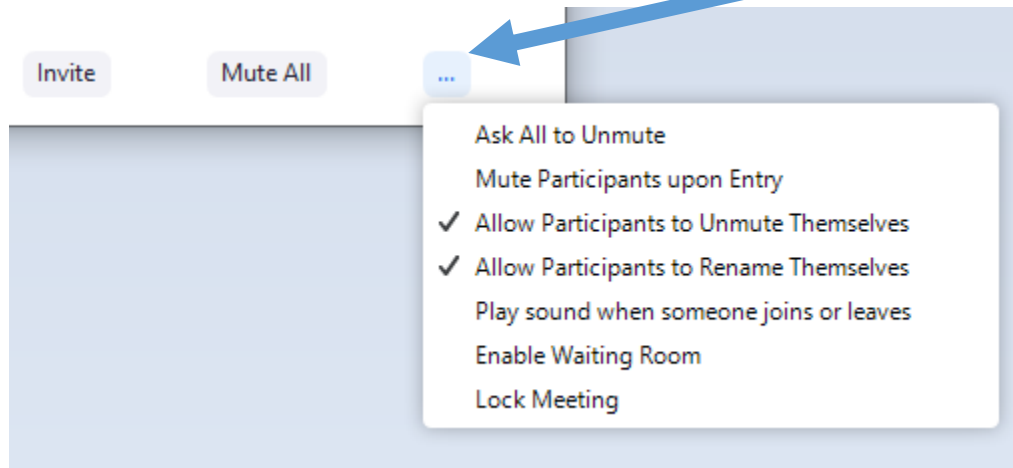 Invite Mute All ...
Ask All to Unmute
Mute Participants upon Entry
✓ Allow Participants to Unmute Themselves
✓ Allow Participants to Rename Themselves
Play sound when someone joins or leaves
Enable Waiting Room
Lock Meeting